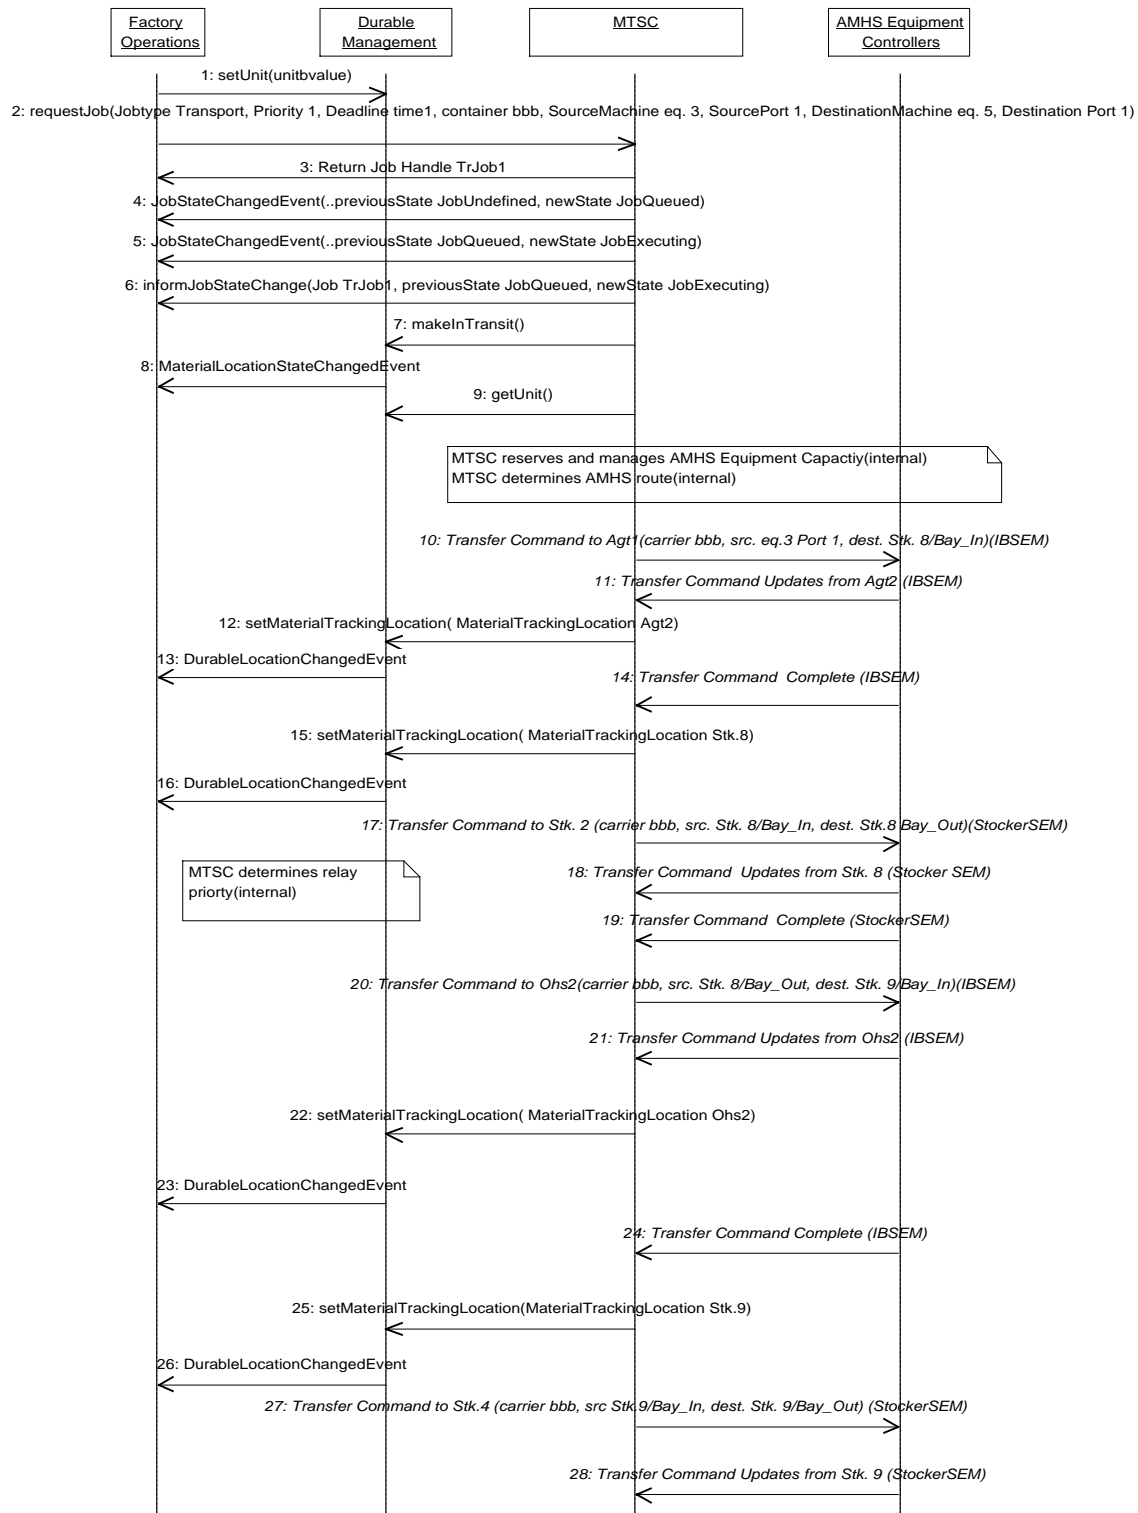 Factory
Operations
Durable
Management
MTSC
AMHS Equipment
Controllers
1: setUnit(unitbvalue)
2: requestJob(Jobtype Transport, Priority 1, Deadline time1, container bbb, SourceMachine eq. 3, SourcePort 1, DestinationMachine eq. 5, Destination Port 1)
3: Return Job Handle TrJob1
4: JobStateChangedEvent(..previousState JobUndefined, newState JobQueued)
5: JobStateChangedEvent(..previousState JobQueued, newState JobExecuting)
6: informJobStateChange(Job TrJob1, previousState JobQueued, newState JobExecuting)
7: makeInTransit()
8: MaterialLocationStateChangedEvent
9: getUnit()
MTSC reserves and manages AMHS Equipment Capactiy(internal)
MTSC determines AMHS route(internal)
10: Transfer Command to Agt1(carrier bbb, src. eq.3 Port 1, dest. Stk. 8/Bay_In)(IBSEM)
11: Transfer Command Updates from Agt2 (IBSEM)
12: setMaterialTrackingLocation( MaterialTrackingLocation Agt2)
13: DurableLocationChangedEvent
14: Transfer Command  Complete (IBSEM)
15: setMaterialTrackingLocation( MaterialTrackingLocation Stk.8)
16: DurableLocationChangedEvent
17: Transfer Command to Stk. 2 (carrier bbb, src. Stk. 8/Bay_In, dest. Stk.8 Bay_Out)(StockerSEM)
MTSC determines relay
priorty(internal)
18: Transfer Command  Updates from Stk. 8 (Stocker SEM)
19: Transfer Command  Complete (StockerSEM)
20: Transfer Command to Ohs2(carrier bbb, src. Stk. 8/Bay_Out, dest. Stk. 9/Bay_In)(IBSEM)
21: Transfer Command Updates from Ohs2 (IBSEM)
22: setMaterialTrackingLocation( MaterialTrackingLocation Ohs2)
23: DurableLocationChangedEvent
24: Transfer Command Complete (IBSEM)
25: setMaterialTrackingLocation(MaterialTrackingLocation Stk.9)
26: DurableLocationChangedEvent
27: Transfer Command to Stk.4 (carrier bbb, src Stk.9/Bay_In, dest. Stk. 9/Bay_Out) (StockerSEM)
28: Transfer Command Updates from Stk. 9 (StockerSEM)